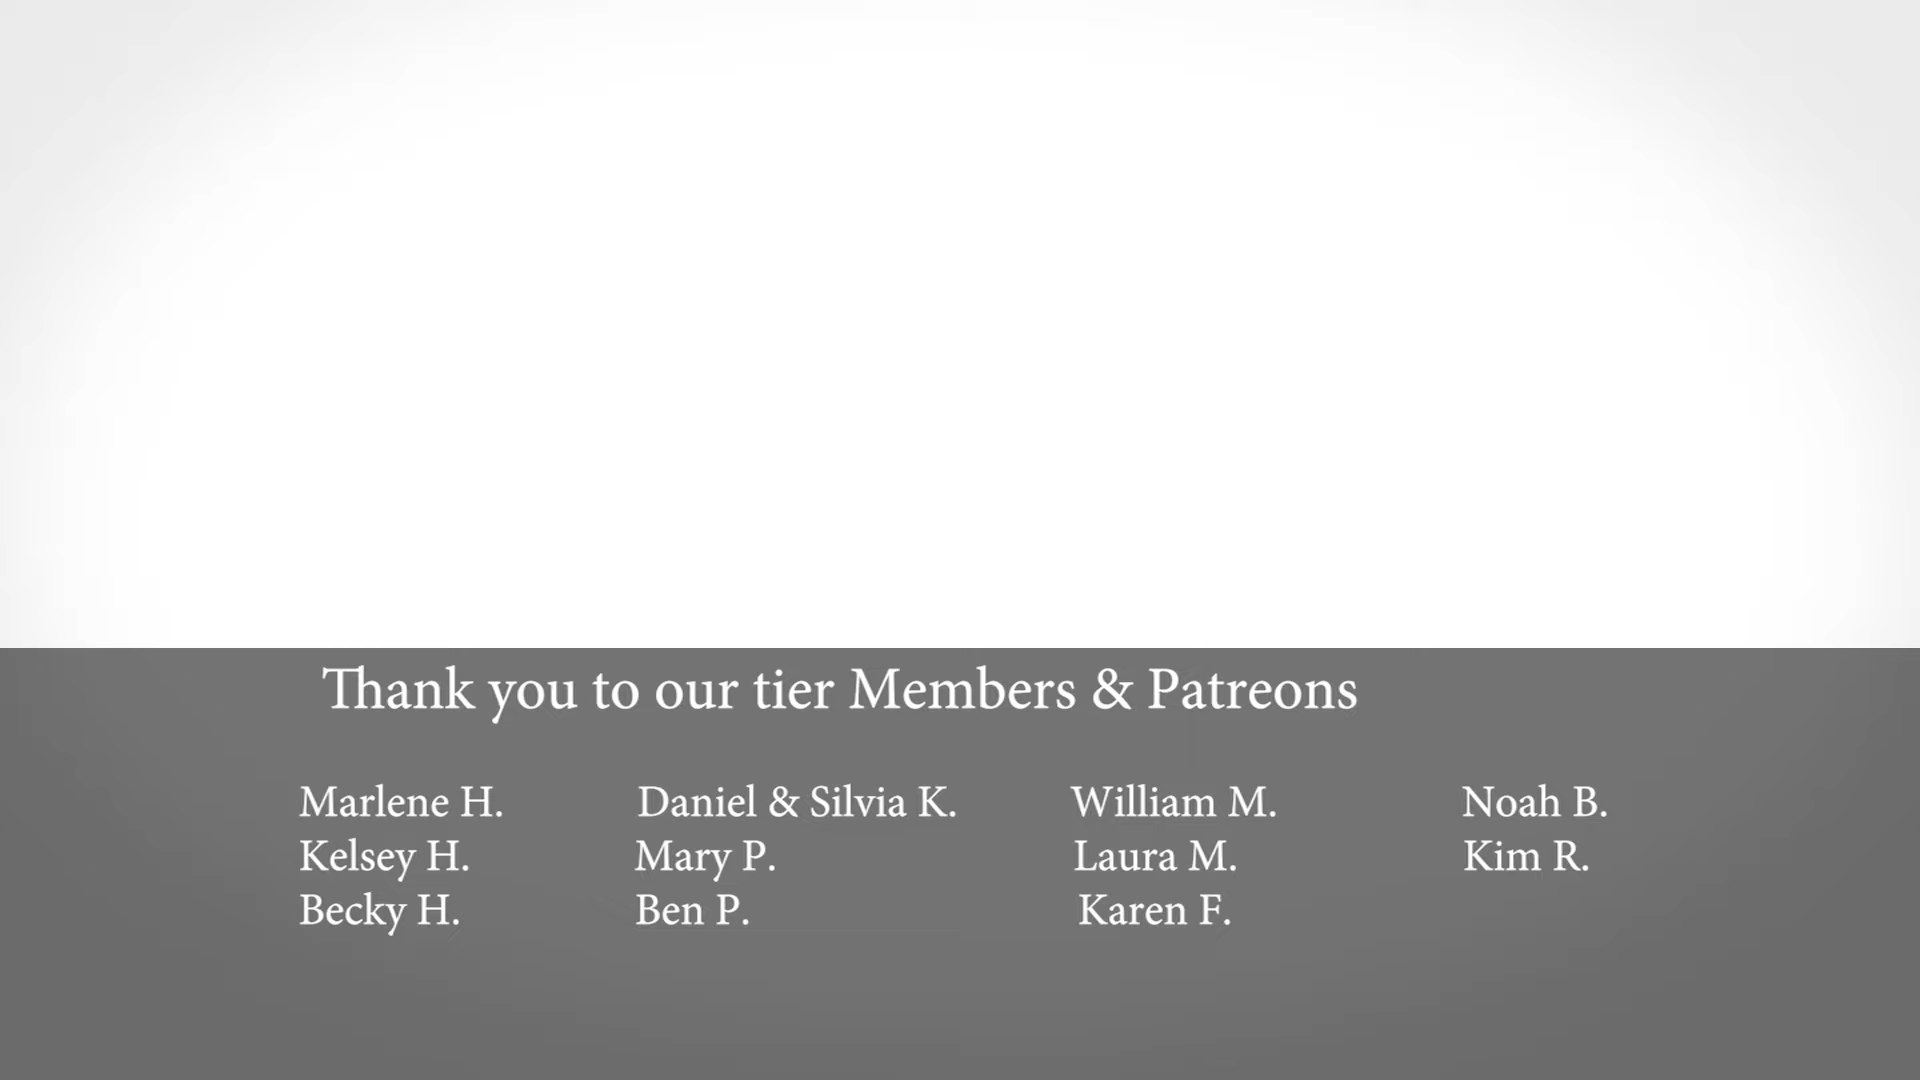 Thank you to our tier Members & Patreons
Marlene H. Daniel & Silvia K. William M. Noah B.
Kelsey H. Mary P. Laura M. Kim R.
Becky H. Ben P. Karen F.